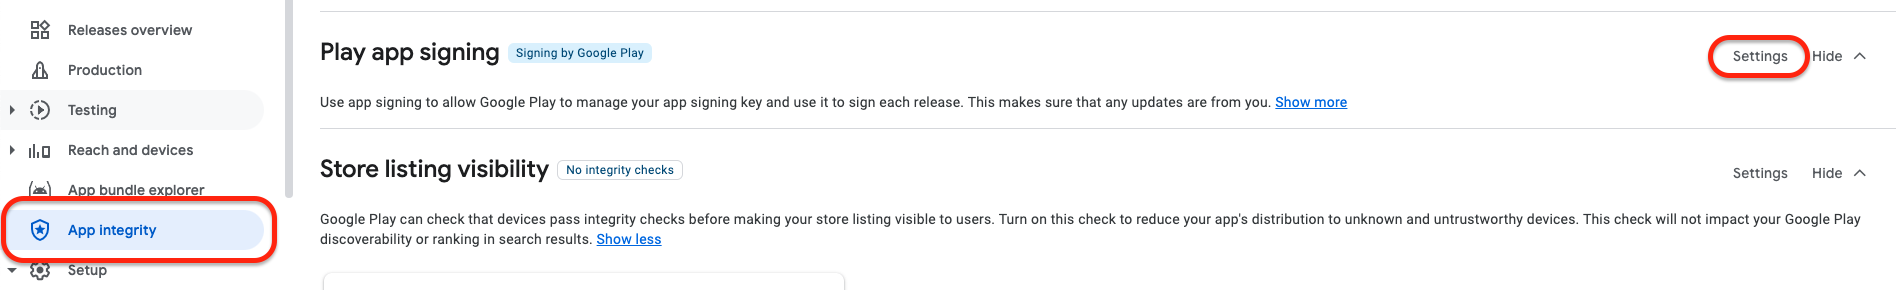 Releases overview
Production
Testing
Reach and devices
App bundle explorer
App integrity
Setup
Play app signing Signing by Google Play
Settings Hide
Use app signing to allow Google Play to manage your app signing key and use it to sign each release. This makes sure that any updates are from you. Show more
Store listing visibility No integrity checks
Settings Hide
Google Play can check that devices pass integrity checks before making your store listing visible to users. Turn on this check to reduce your app's distribution to unknown and untrustworthy devices. This check will not impact your Google Play
discoverability or ranking in search results. Show less